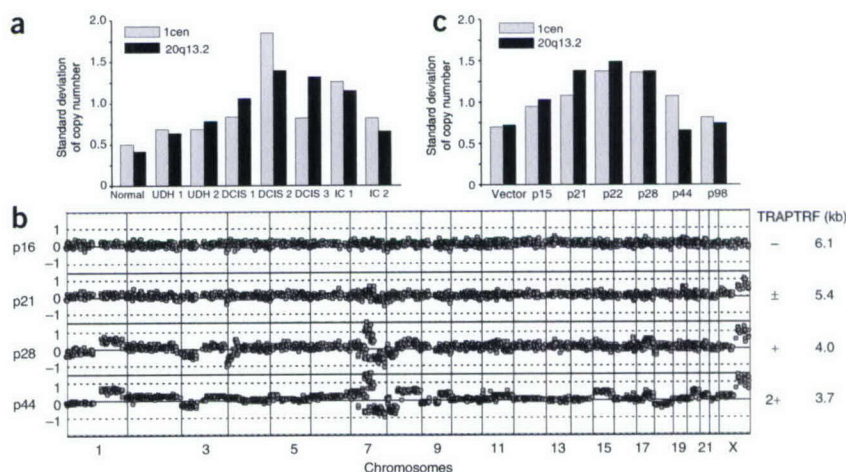 a
2.0
1.5
1.0
0.5
0
Standard deviation
of copy numnber
1cen
20q13.2
Normal UDH 1 UDH 2 DCIS 1 DCIS 2 DCIS 3 IC 1 IC 2
c
2.0
1.5
1.0
0.5
0
Standard deviation
of copy numnber
1cen
20q13.2
Vector p15 p21 p22 p28 p44 p98
b
TRAP TRF (kb)
p16 1 0 −1 − 6.1
p21 1 0 −1 ± 5.4
p28 1 0 −1 + 4.0
p44 1 0 −1 2+ 3.7
1 3 5 7 9 11 13 15 17 19 21 X
Chromosomes